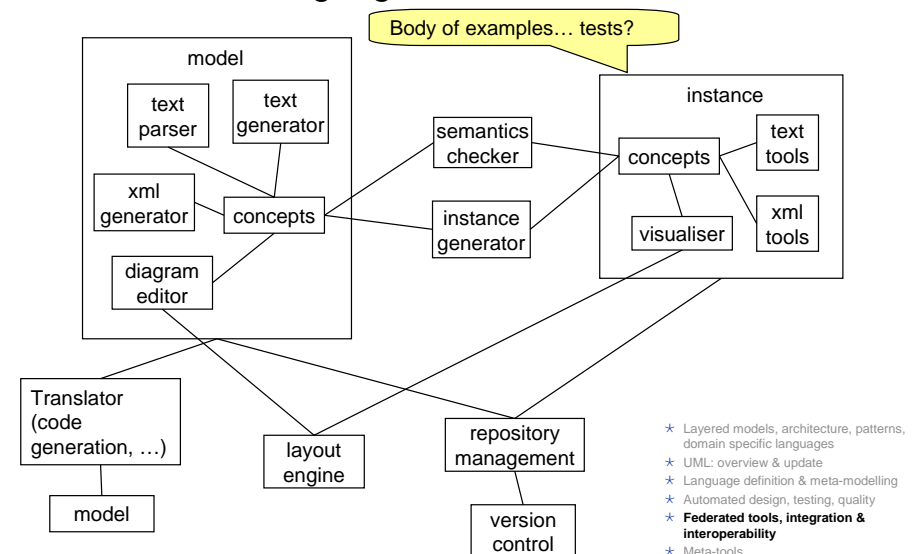 Body of examples… tests?
model
text
parser
text
generator
xml
generator
concepts
diagram
editor
semantics
checker
instance
generator
instance
concepts
text
tools
visualiser
xml
tools
Translator
(code
generation, …)
model
layout
engine
repository
management
version
control
Layered models, architecture, patterns,
domain specific languages
UML: overview & update
Language definition & meta-modelling
Automated design, testing, quality
Federated tools, integration &
interoperability
Meta-tools